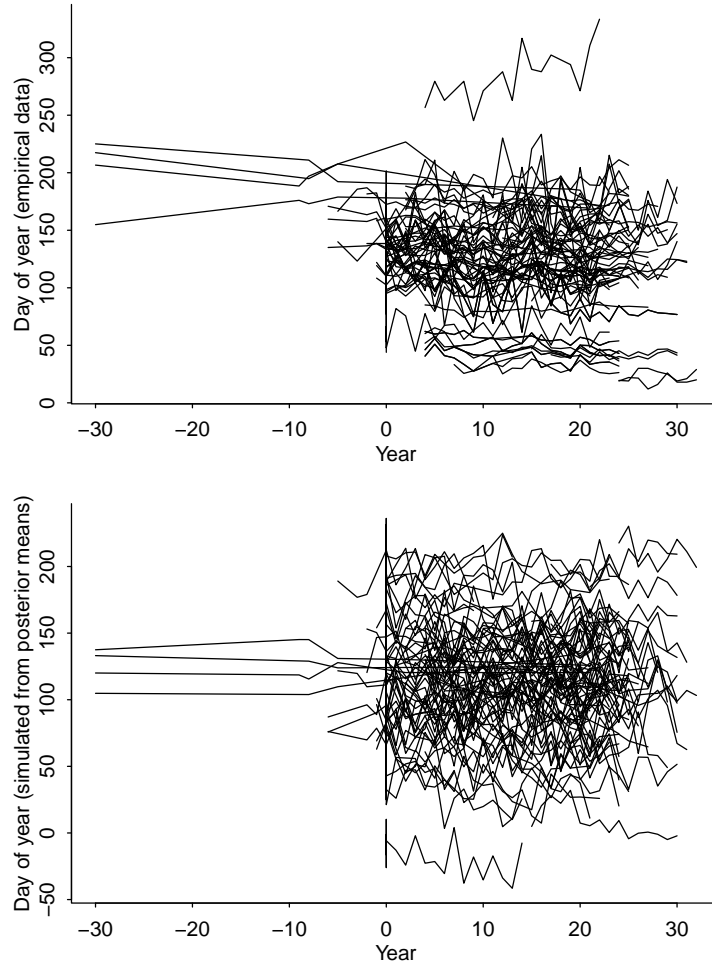 Day of year (empirical data)
0 50 100 150 200 250 300
−30 −20 −10 0 10 20 30
Year
Day of year (simulated from posterior means)
−50 0 50 100 150 200
−30 −20 −10 0 10 20 30
Year